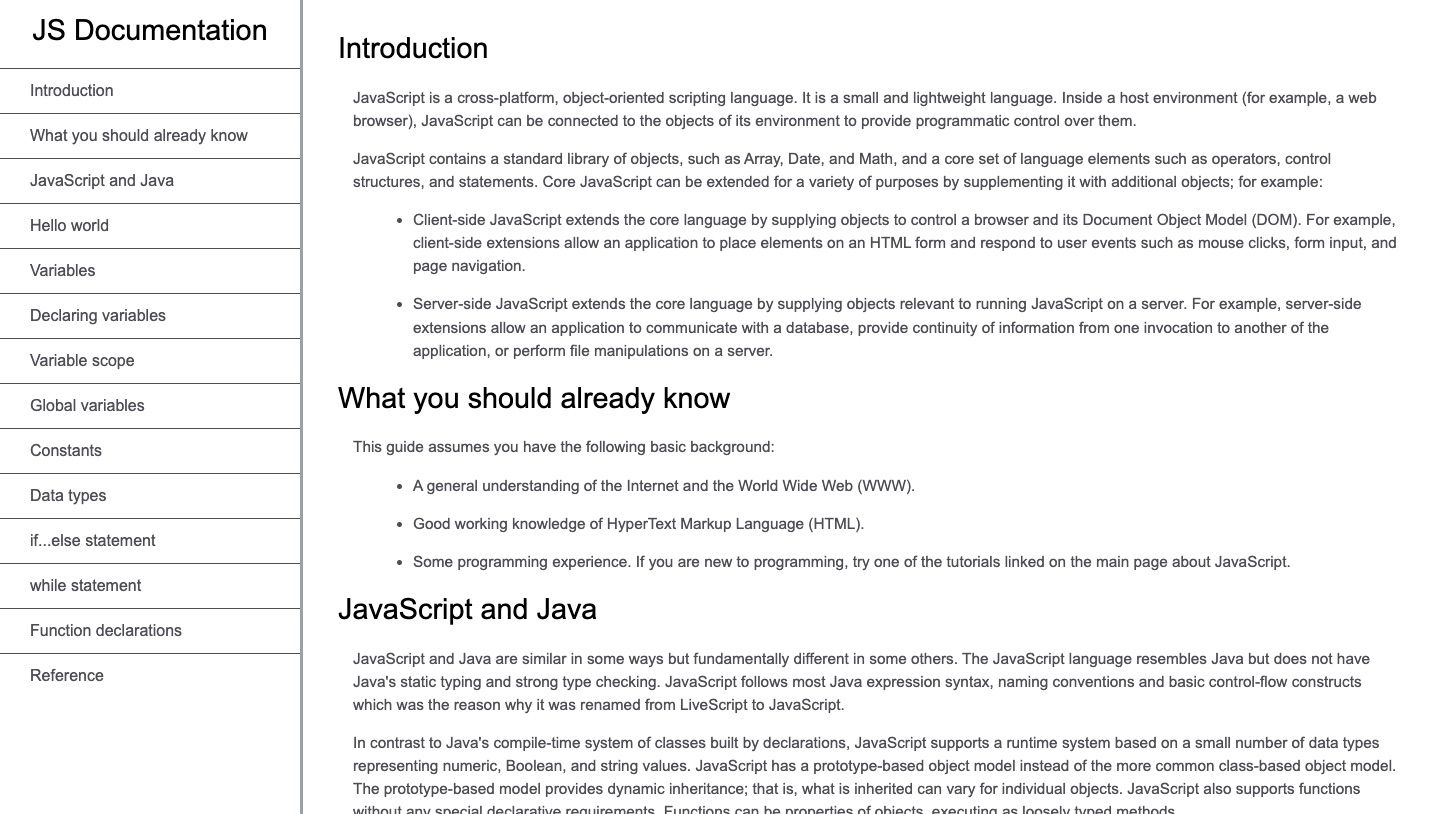 JS Documentation
Introduction
What you should already know
JavaScript and Java
Hello world
Variables
Declaring variables
Variable scope
Global variables
Constants
Data types
if...else statement
while statement
Function declarations
Reference
Introduction
JavaScript is a cross-platform, object-oriented scripting language. It is a small and lightweight language. Inside a host environment (for example, a web
browser), JavaScript can be connected to the objects of its environment to provide programmatic control over them.
JavaScript contains a standard library of objects, such as Array, Date, and Math, and a core set of language elements such as operators, control
structures, and statements. Core JavaScript can be extended for a variety of purposes by supplementing it with additional objects; for example:
• Client-side JavaScript extends the core language by supplying objects to control a browser and its Document Object Model (DOM). For example,
client-side extensions allow an application to place elements on an HTML form and respond to user events such as mouse clicks, form input, and
page navigation.
• Server-side JavaScript extends the core language by supplying objects relevant to running JavaScript on a server. For example, server-side
extensions allow an application to communicate with a database, provide continuity of information from one invocation to another of the
application, or perform file manipulations on a server.
What you should already know
This guide assumes you have the following basic background:
• A general understanding of the Internet and the World Wide Web (WWW).
• Good working knowledge of HyperText Markup Language (HTML).
• Some programming experience. If you are new to programming, try one of the tutorials linked on the main page about JavaScript.
JavaScript and Java
JavaScript and Java are similar in some ways but fundamentally different in some others. The JavaScript language resembles Java but does not have
Java's static typing and strong type checking. JavaScript follows most Java expression syntax, naming conventions and basic control-flow constructs
which was the reason why it was renamed from LiveScript to JavaScript.
In contrast to Java's compile-time system of classes built by declarations, JavaScript supports a runtime system based on a small number of data types
representing numeric, Boolean, and string values. JavaScript has a prototype-based object model instead of the more common class-based object model.
The prototype-based model provides dynamic inheritance; that is, what is inherited can vary for individual objects. JavaScript also supports functions
without any special declarative requirements. Functions can be properties of objects, executing as loosely typed methods.